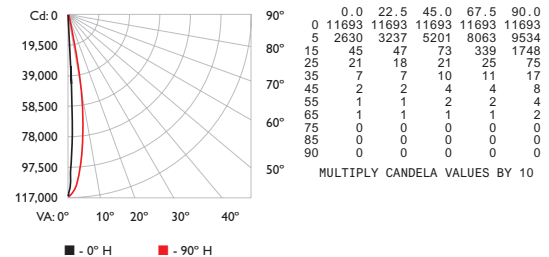 Cd: 0
19,500
39,000
58,500
78,000
97,500
117,000
VA: 0°
10°
20°
30°
40°
90°
80°
70°
60°
50°
- 0° H
- 90° H
0.0 22.5 45.0 67.5 90.0
0 11693 11693 11693 11693 11693
5 2630 3237 5201 8063 9534
15 45 47 73 339 1748
25 21 18 21 25 75
35 7 7 10 11 17
45 2 2 4 4 8
55 1 1 2 2 4
65 1 1 1 1 2
75 0 0 0 0 0
85 0 0 0 0 0
90 0 0 0 0 0
MULTIPLY CANDELA VALUES BY 10